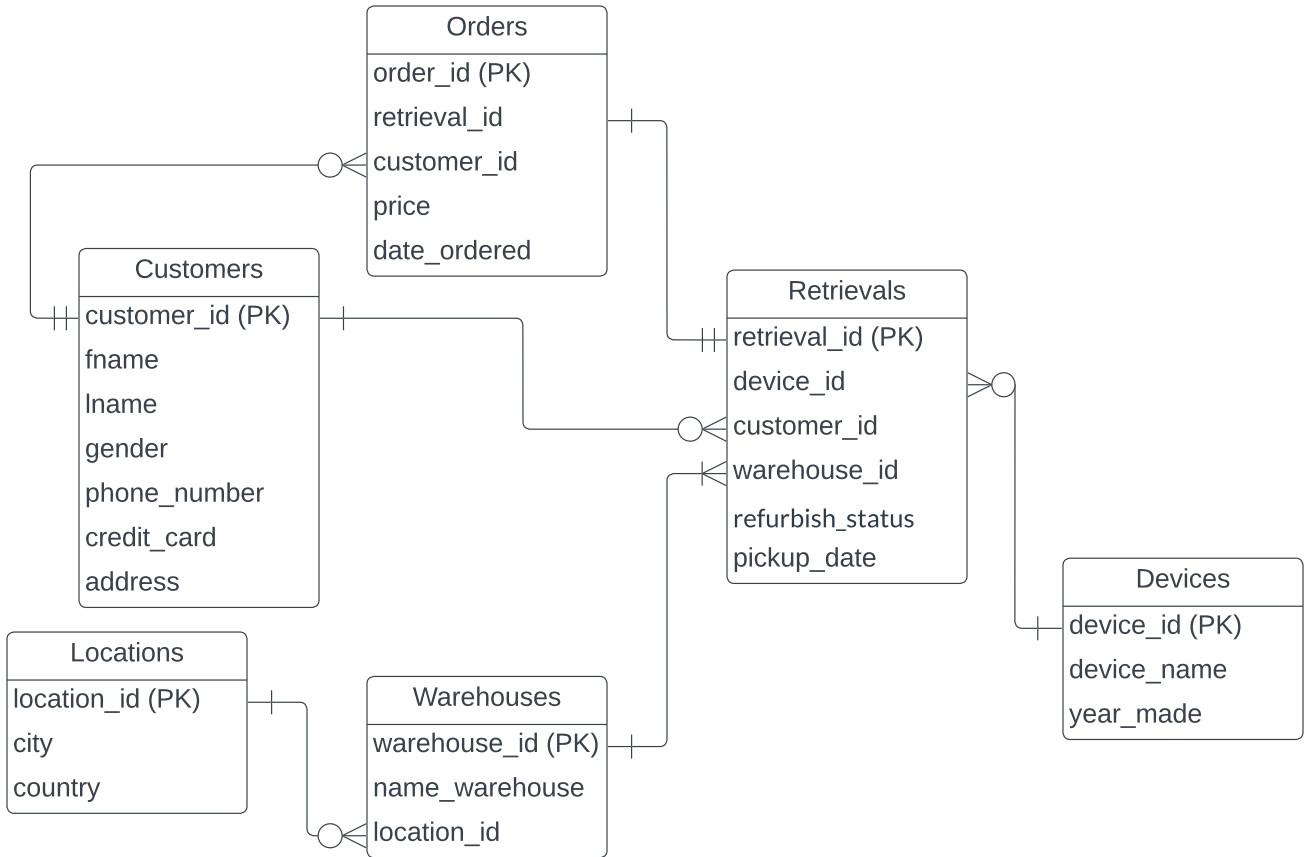 Orders
order_id (PK)
retrieval_id
customer_id
price
date_ordered
Customers
customer_id (PK)
fname
lname
gender
phone_number
credit_card
address
Retrievals
retrieval_id (PK)
device_id
customer_id
warehouse_id
refurbish_status
pickup_date
Devices
device_id (PK)
device_name
year_made
Locations
location_id (PK)
city
country
Warehouses
warehouse_id (PK)
name_warehouse
location_id